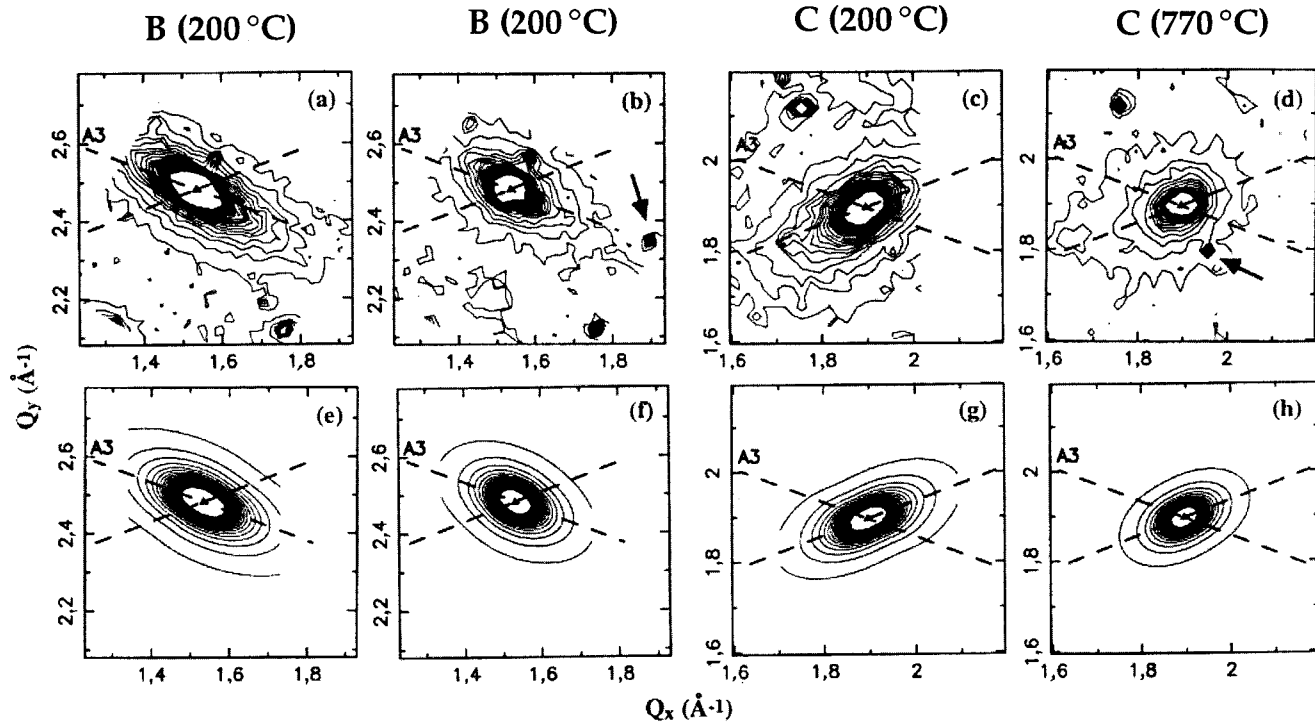 B (200 °C) B (200 °C) C (200 °C) C (770 °C)
(a) (b) (c) (d)
A3 A3 A3 A3
2,6 2,6 2 2
2,4 2,4 1,8 1,8
2,2 2,2 1,6 1,6
1,4 1,6 1,8 1,4 1,6 1,8 1,6 1,8 2 1,6 1,8 2
Qy (Å-1)
(e) (f) (g) (h)
A3 A3 A3 A3
2,6 2,6 2 2
2,4 2,4 1,8 1,8
2,2 2,2 1,6 1,6
1,4 1,6 1,8 1,4 1,6 1,8 1,6 1,8 2 1,6 1,8 2
Qx (Å-1)